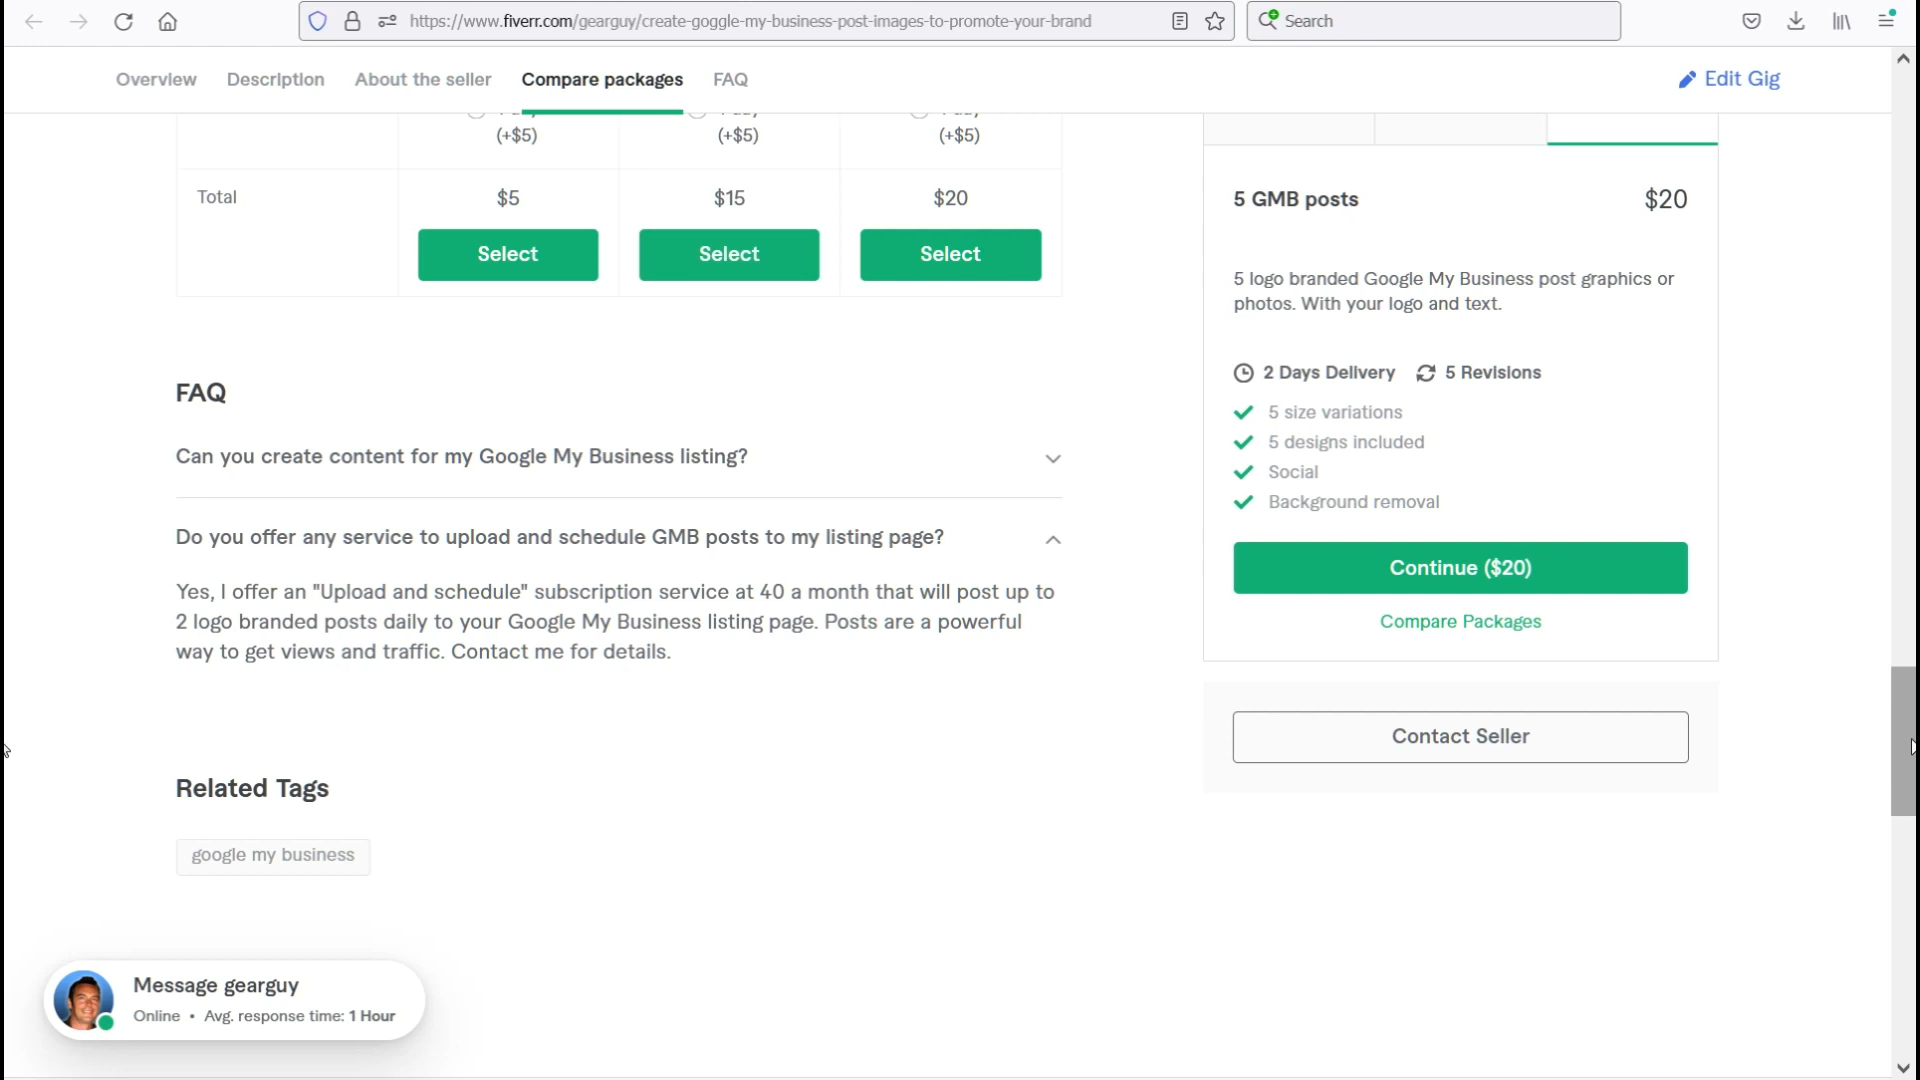 https://www.fiverr.com/gearguy/create-goggle-my-business-post-images-to-promote-your-brand
Search
Overview
Description
About the seller
Compare packages
FAQ
Edit Gig
(+$5)
(+$5)
(+$5)
Total
$5
$15
$20
Select
Select
Select
5 GMB posts
$20
5 logo branded Google My Business post graphics or
photos. With your logo and text.
2 Days Delivery
5 Revisions
5 size variations
5 designs included
Social
Background removal
Continue ($20)
Compare Packages
Contact Seller
FAQ
Can you create content for my Google My Business listing?
Do you offer any service to upload and schedule GMB posts to my listing page?
Yes, I offer an "Upload and schedule" subscription service at 40 a month that will post up to
2 logo branded posts daily to your Google My Business listing page. Posts are a powerful
way to get views and traffic. Contact me for details.
Related Tags
google my business
Message gearguy
Online • Avg. response time: 1 Hour